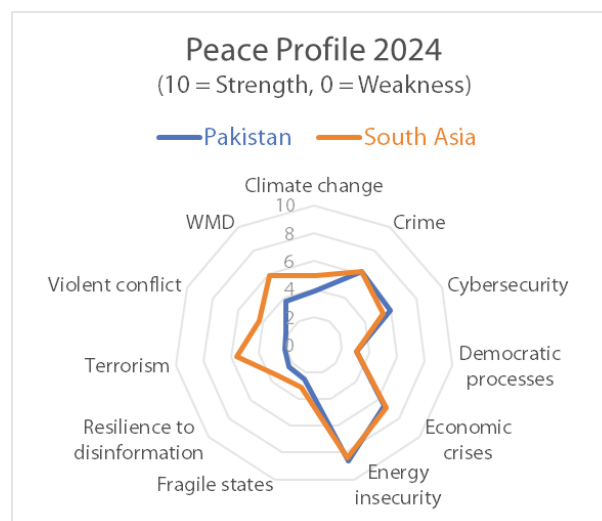 Peace Profile 2024
(10 = Strength, 0 = Weakness)
Pakistan
South Asia
Climate change
10
8
6
4
2
0
Crime
Cybersecurity
Democratic
processes
Economic
crises
Energy
insecurity
Fragile states
Resilience to
disinformation
Terrorism
Violent conflict
WMD